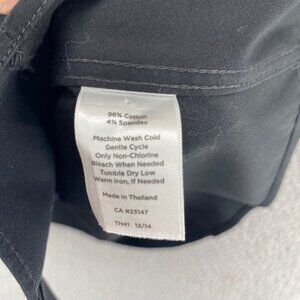 96% Cotton
4% Spandex
Machine Wash Cold
Gentle Cycle
Only Non-Chlorine
Bleach When Needed
Tumble Dry Low
Warm Iron, If Needed
Made in Thailand
CA #23147
TH41 12/14